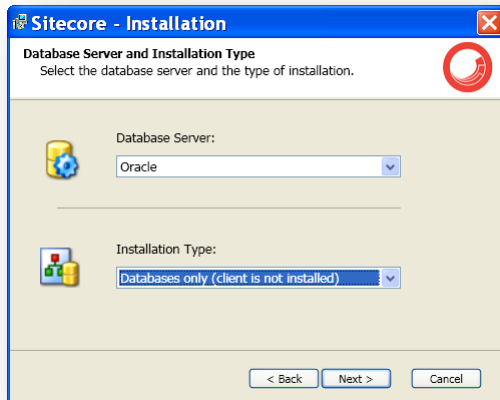 Sitecore - Installation
Database Server and Installation Type
Select the database server and the type of installation.
Database Server:
Oracle
Installation Type:
Databases only (client is not installed)
< Back
Next >
Cancel